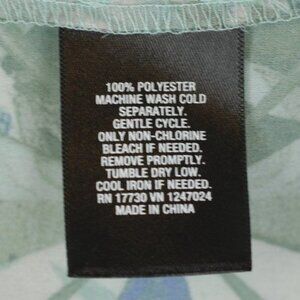 100% POLYESTER
MACHINE WASH COLD
SEPARATELY.
GENTLE CYCLE.
ONLY NON-CHLORINE
BLEACH IF NEEDED.
REMOVE PROMPTLY.
TUMBLE DRY LOW.
COOL IRON IF NEEDED.
RN 17730 VN 1247024
MADE IN CHINA